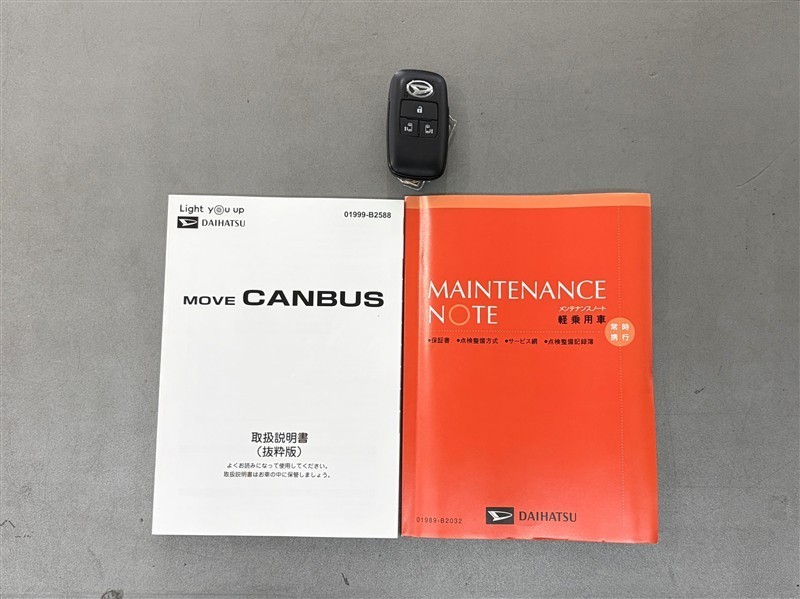 Light you up
DAIHATSU
01999-B2588
MOVE CANBUS
取扱説明書
（抜粋版）
よくお読みになって使用してください。
取扱説明書はお車の中に保管しましょう。
MAINTENANCE
NOTE
メンテナンスノート
軽乗用車
常時
携行
●保証書 ●点検整備方式 ●サービス網 ●点検整備記録簿
01989-B2032
DAIHATSU